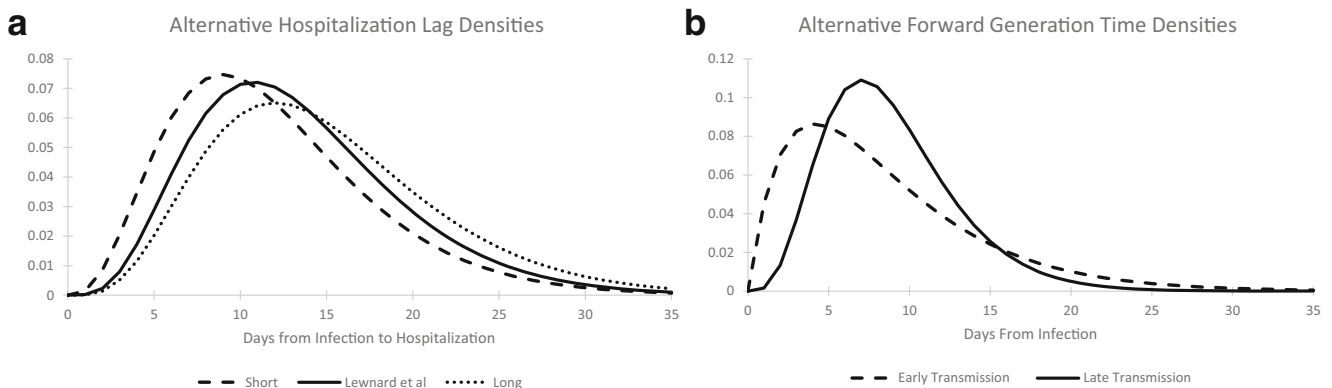 a
Alternative Hospitalization Lag Densities
0.08
0.07
0.06
0.05
0.04
0.03
0.02
0.01
0
0 5 10 15 20 25 30 35
Days from Infection to Hospitalization
Short Lewnard et al Long
b
Alternative Forward Generation Time Densities
0.12
0.1
0.08
0.06
0.04
0.02
0
0 5 10 15 20 25 30 35
Days From Infection
Early Transmission Late Transmission